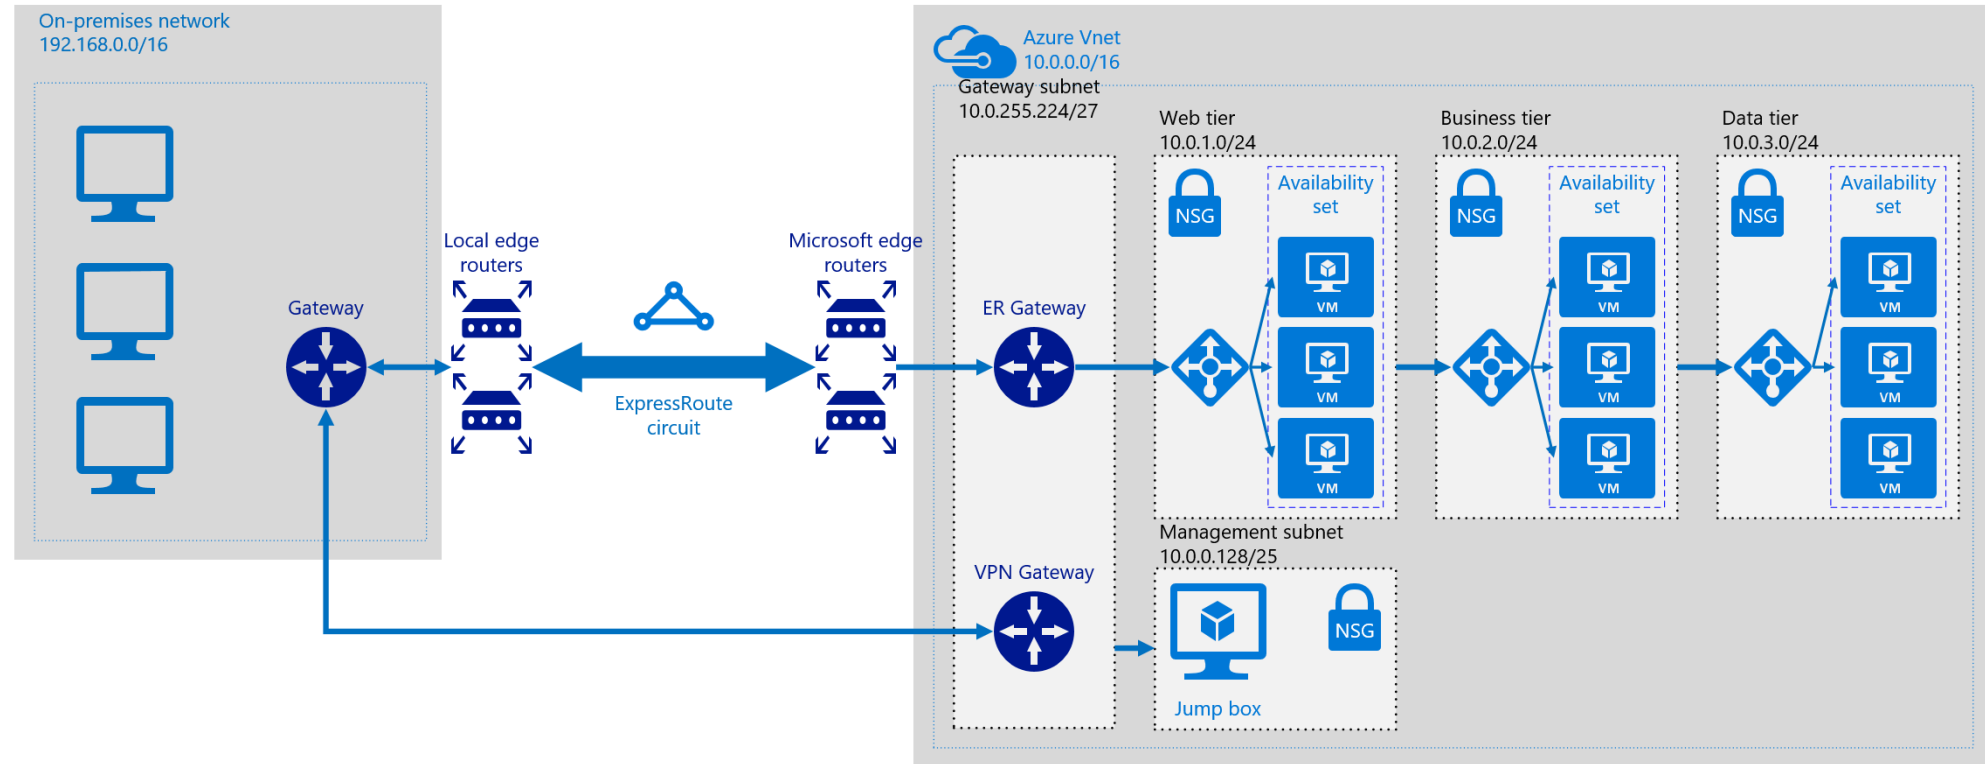 On-premises network
192.168.0.0/16
Gateway
Local edge
routers
ExpressRoute
circuit
Microsoft edge
routers
Azure Vnet
10.0.0.0/16
Gateway subnet
10.0.255.224/27
ER Gateway
VPN Gateway
Web tier
10.0.1.0/24
NSG
Availability
set
VM
VM
VM
Business tier
10.0.2.0/24
NSG
Availability
set
VM
VM
VM
Data tier
10.0.3.0/24
NSG
Availability
set
VM
VM
VM
Management subnet
10.0.0.128/25
NSG
Jump box